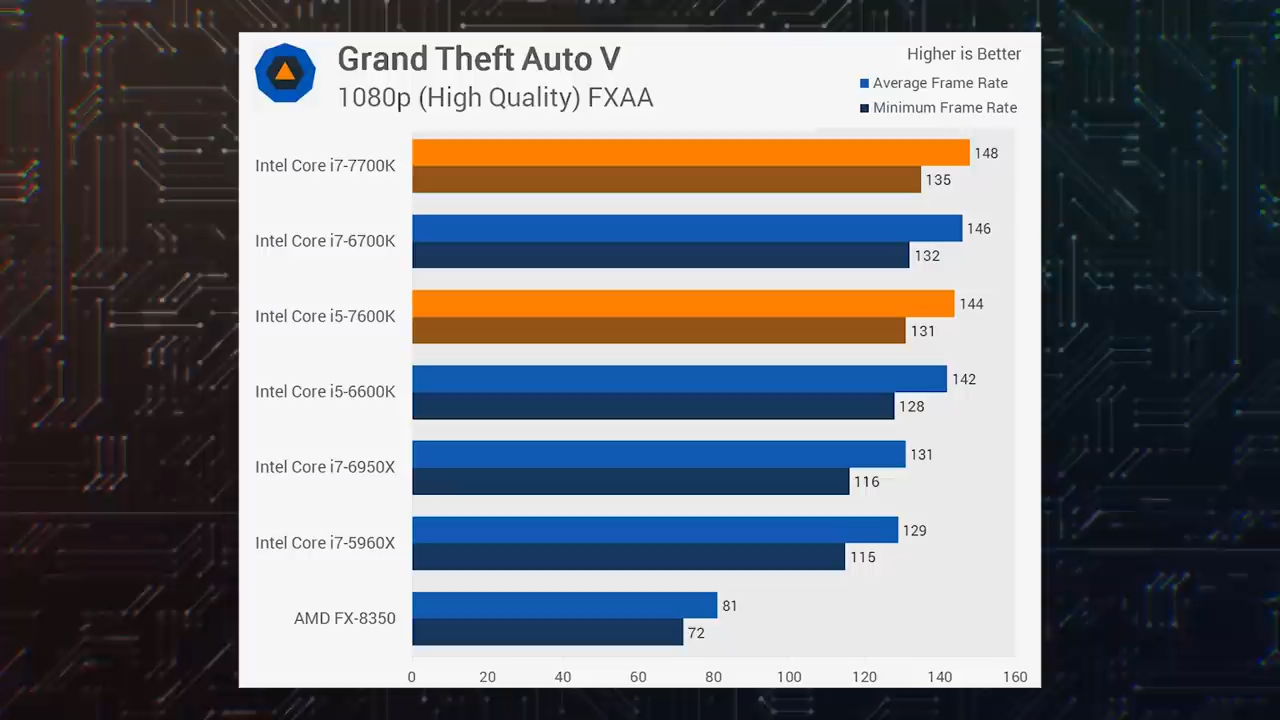 Grand Theft Auto V
1080p (High Quality) FXAA
Higher is Better
Average Frame Rate
Minimum Frame Rate
Intel Core i7-7700K
148
135
Intel Core i7-6700K
146
132
Intel Core i5-7600K
144
131
Intel Core i5-6600K
142
128
Intel Core i7-6950X
131
116
Intel Core i7-5960X
129
115
AMD FX-8350
81
72
0 20 40 60 80 100 120 140 160